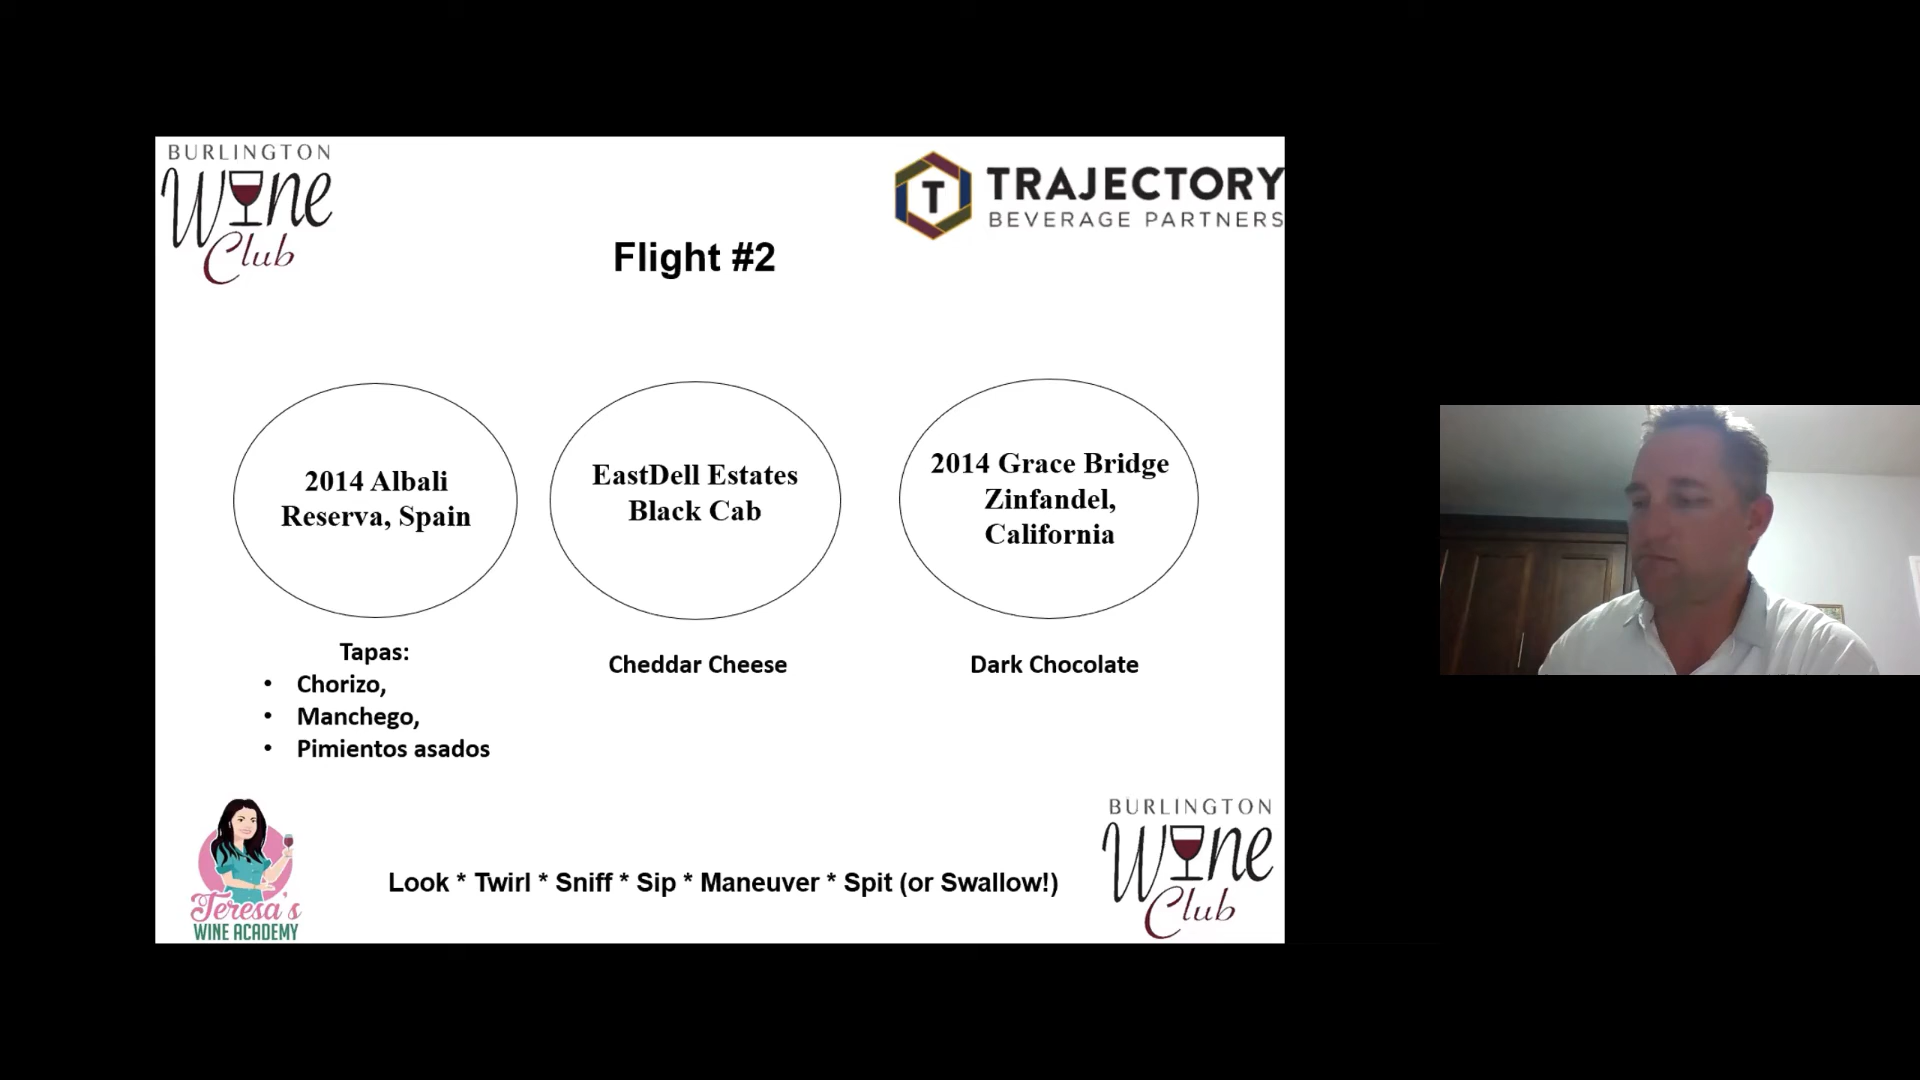 BURLINGTON
Wine
Club
T
TRAJECTORY
BEVERAGE PARTNERS
Flight #2
2014 Albali
Reserva, Spain
EastDell Estates
Black Cab
2014 Grace Bridge
Zinfandel,
California
Tapas:
• Chorizo,
• Manchego,
• Pimientos asados
Cheddar Cheese
Dark Chocolate
Teresa's
WINE ACADEMY
Look * Twirl * Sniff * Sip * Maneuver * Spit (or Swallow!)
BURLINGTON
Wine
Club